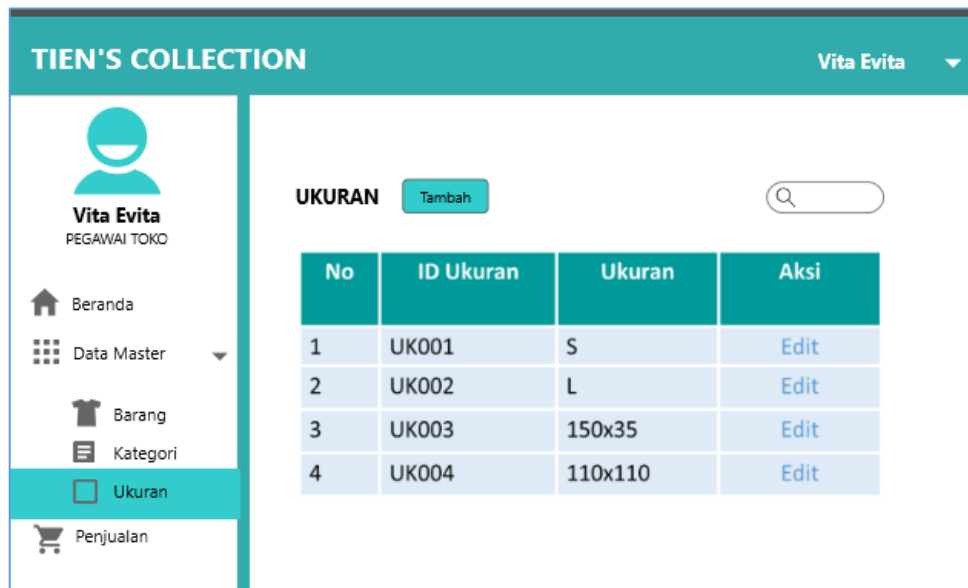 TIEN'S COLLECTION
Vita Evita
Vita Evita
PEGAWAI TOKO
Beranda
Data Master
Barang
Kategori
Ukuran
Penjualan
UKURAN Tambah
No ID Ukuran Ukuran Aksi
1 UK001 S Edit
2 UK002 L Edit
3 UK003 150x35 Edit
4 UK004 110x110 Edit